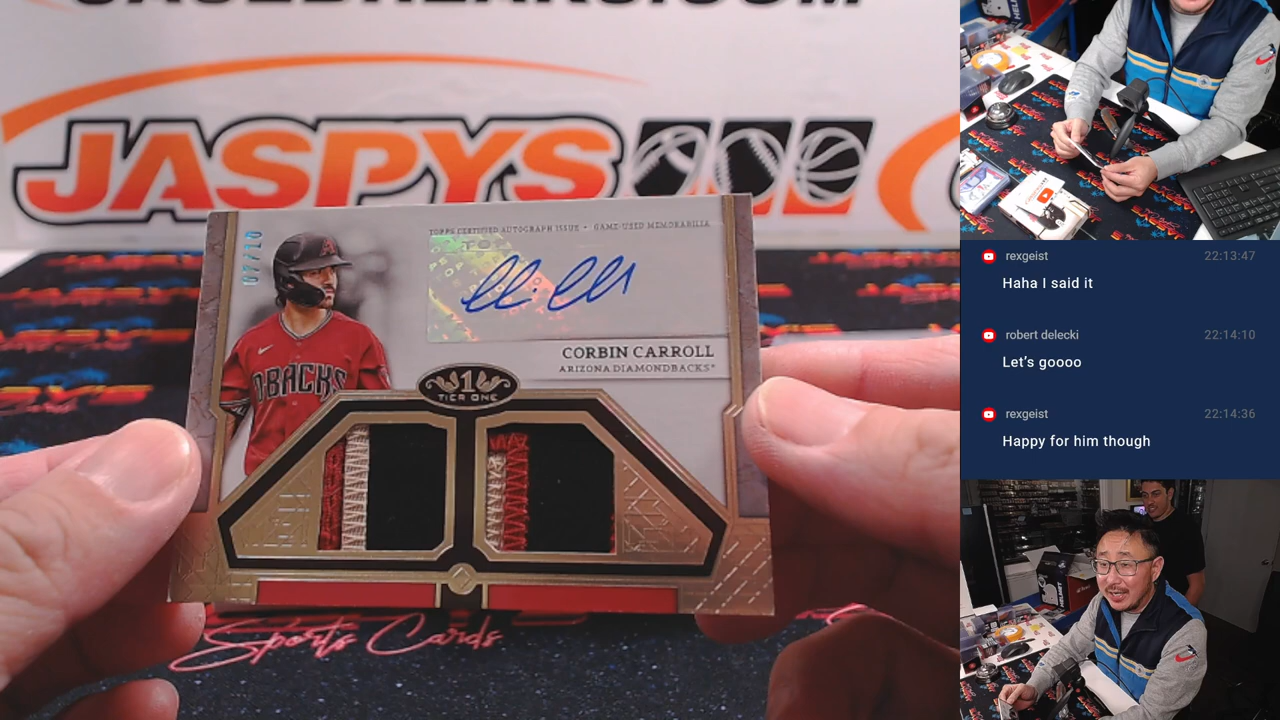 JASPYS
07/10
TOPPS CERTIFIED AUTOGRAPH ISSUE • GAME-USED MEMORABILIA
CORBIN CARROLL
ARIZONA DIAMONDBACKS
DBACKS
1
TIER ONE
Sports Cards
rexgeist 22:13:47
Haha I said it
robert delecki 22:14:10
Let's goooo
rexgeist 22:14:36
Happy for him though